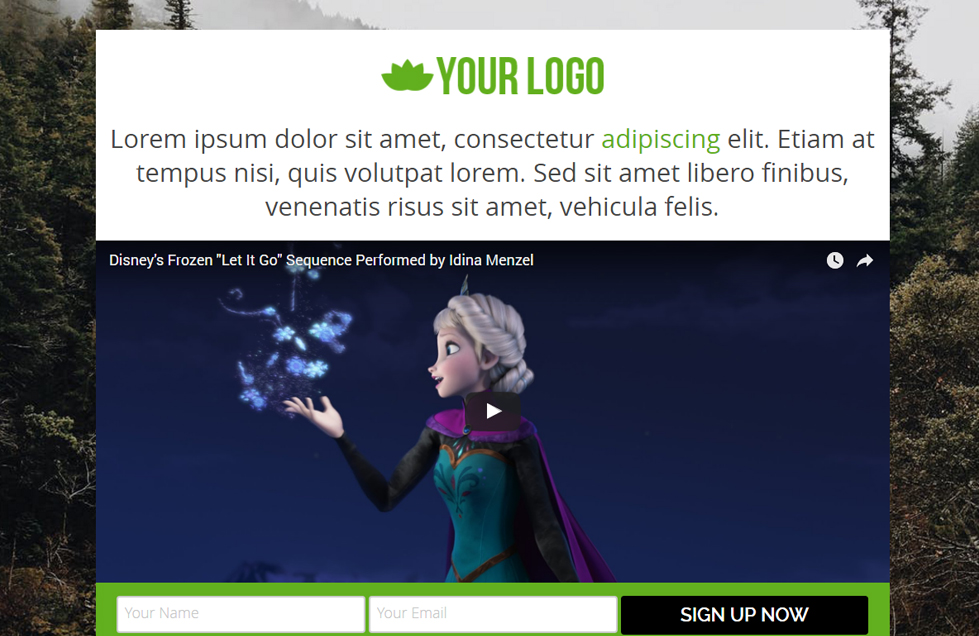 YOUR LOGO
Lorem ipsum dolor sit amet, consectetur adipiscing elit. Etiam at
tempus nisi, quis volutpat lorem. Sed sit amet libero finibus,
venenatis risus sit amet, vehicula felis.
Disney's Frozen "Let It Go" Sequence Performed by Idina Menzel
Your Name
Your Email
SIGN UP NOW